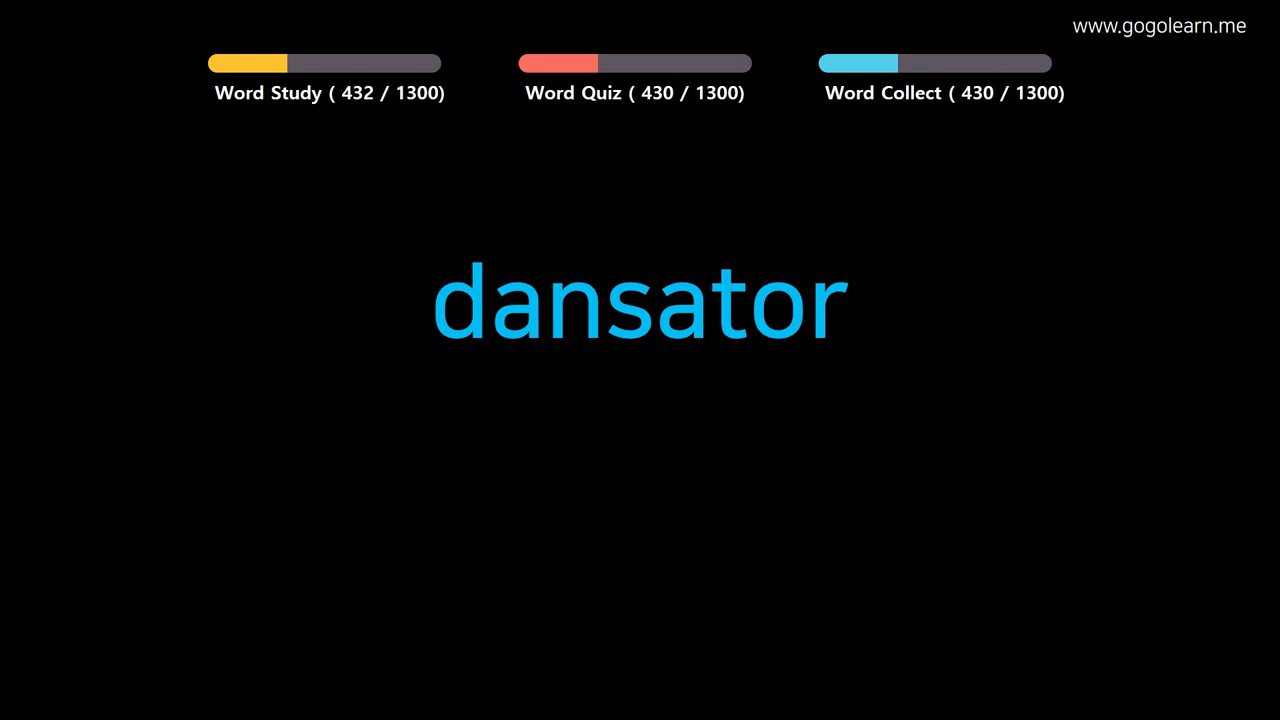 www.gogolearn.me
Word Study ( 432 / 1300)
Word Quiz ( 430 / 1300)
Word Collect ( 430 / 1300)
dansator